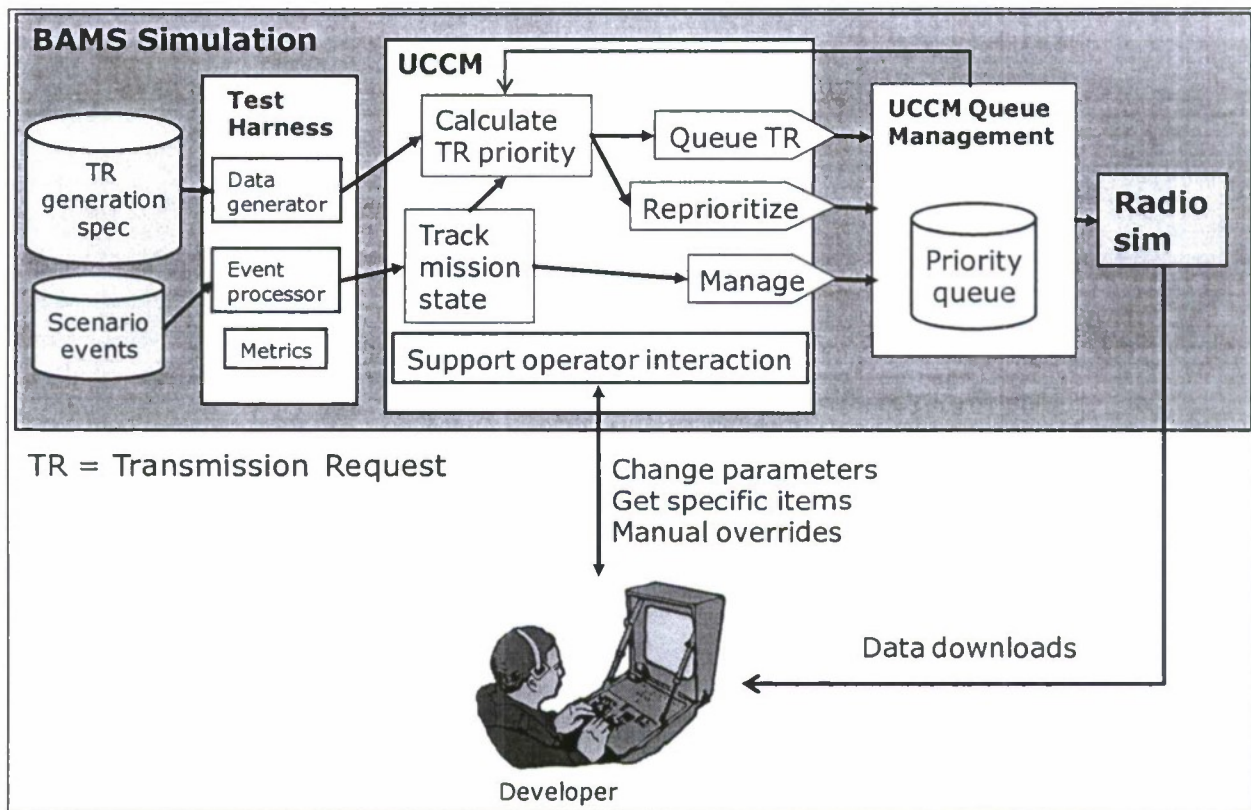 BAMS Simulation
UCCM
Test
Harness
TR
generation
spec
Data
generator
Calculate
TR priority
Queue TR
UCCM Queue
Management
Reprioritize
Radio
sim
Track
mission
state
Event
processor
Scenario
events
Metrics
Manage
Priority
queue
Support operator interaction
TR = Transmission Request
Change parameters
Get specific items
Manual overrides
Data downloads
Developer